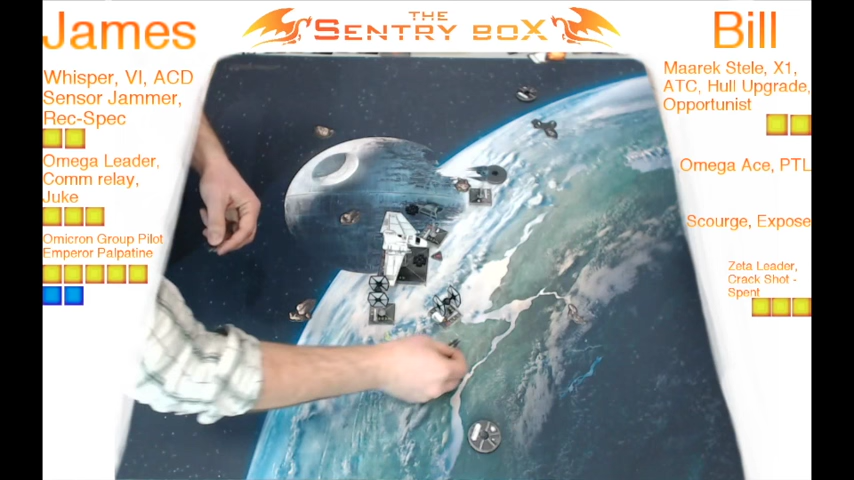 James
THE
SENTRY BOX
Bill
Whisper, VI, ACD
Sensor Jammer,
Rec-Spec
Omega Leader,
Comm relay,
Juke
Omicron Group Pilot
Emperor Palpatine
Maarek Stele, X1,
ATC, Hull Upgrade,
Opportunist
Omega Ace, PTL
Scourge, Expose
Zeta Leader,
Crack Shot -
Spent